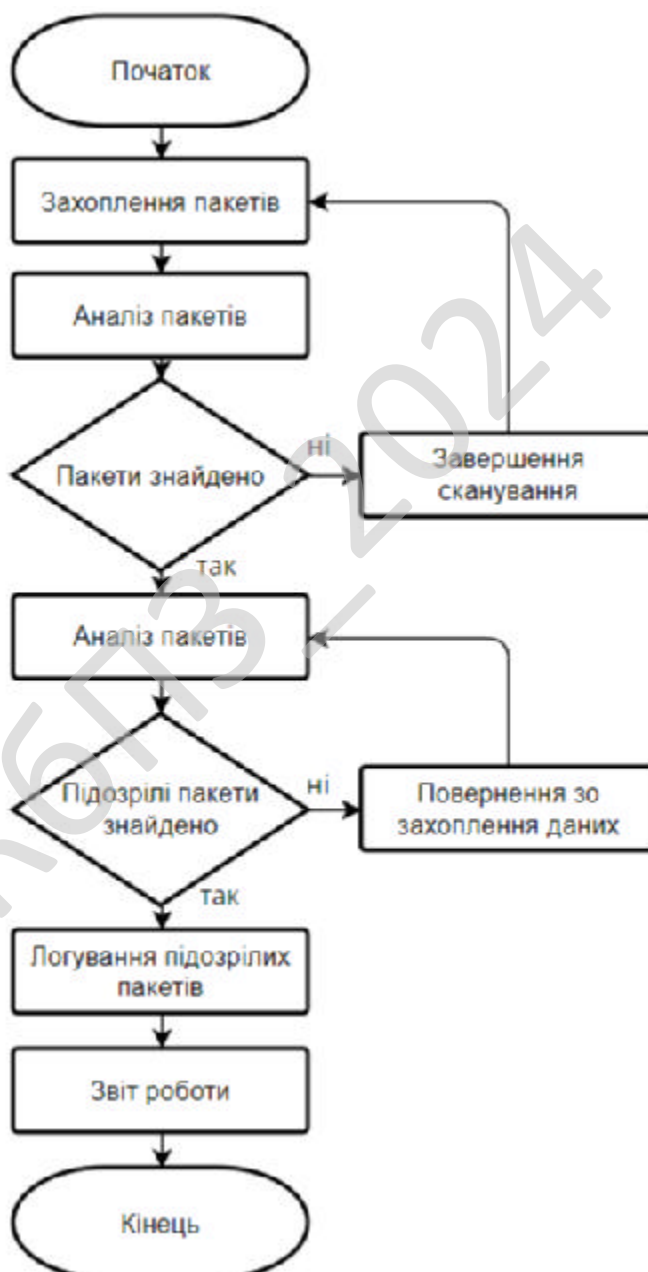 Початок
Захоплення пакетів
Аналіз пакетів
Пакети знайдено
ні
Завершення
сканування
так
Аналіз пакетів
Підозрілі пакети
знайдено
ні
Повернення зо
захоплення даних
так
Логування підозрілих
пакетів
Звіт роботи
Кінець
КбПЗ_2024